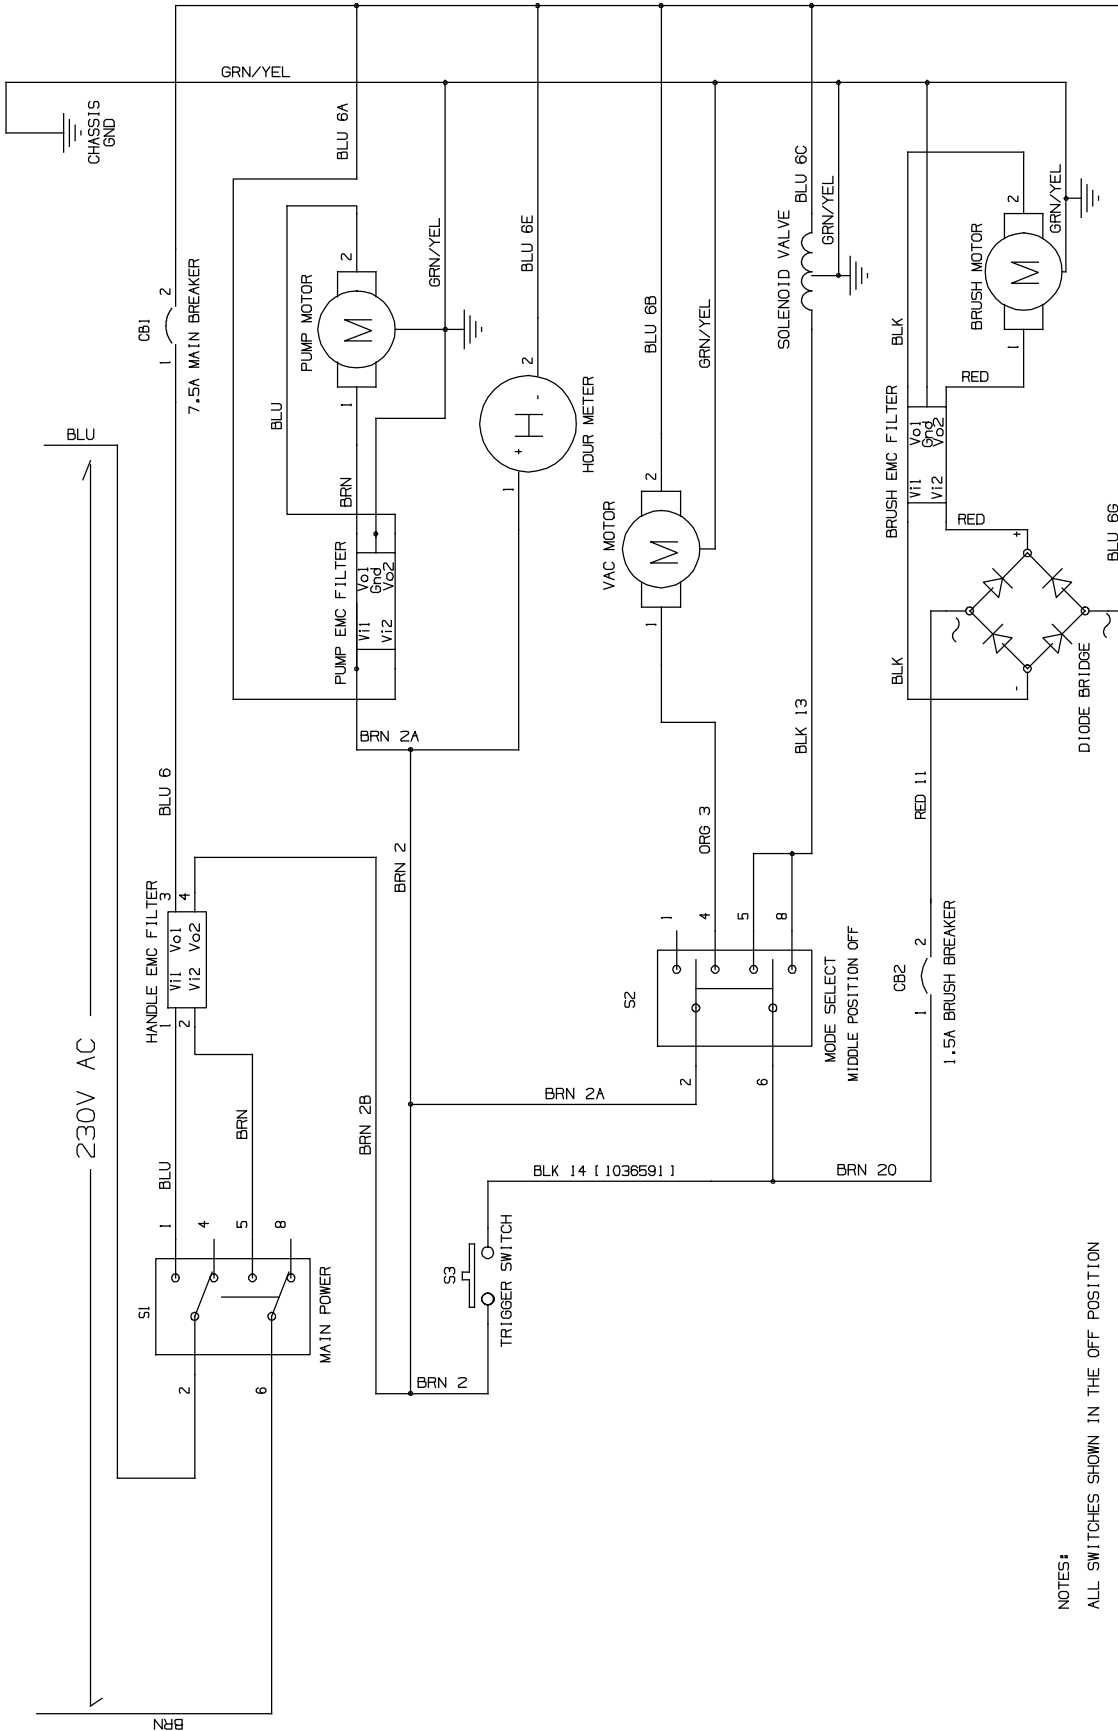 BRN
230V AC
BLU
CHASSIS
GND
GRN/YEL
S1
MAIN POWER
2
6
1
4
5
8
BLU
BRN
HANDLE EMC FILTER
1
2
Vi1 Vo1
Vi2 Vo2
3
4
BLU 6
CB1
1
2
7.5A MAIN BREAKER
BRN 2B
BRN 2
BRN 2
BRN 2A
PUMP EMC FILTER
Vi1
Vi2
Vo1
Gnd
Vo2
BRN
BLU
PUMP MOTOR
M
1
2
BLU 6A
GRN/YEL
HOUR METER
+ H -
1
2
BLU 6E
S3
TRIGGER SWITCH
BLK 14 [1036591]
BRN 20
BRN 2A
S2
MODE SELECT
MIDDLE POSITION OFF
2
6
1
4
5
8
ORG 3
BLK 13
VAC MOTOR
M
1
2
BLU 6B
GRN/YEL
SOLENOID VALVE
BLU 6C
GRN/YEL
CB2
1
2
1.5A BRUSH BREAKER
RED 11
DIODE BRIDGE
~
~
+
-
BLU 6G
BLK
RED
BRUSH EMC FILTER
Vi1
Vi2
Vo1
Gnd
Vo2
BLK
RED
BRUSH MOTOR
M
1
2
GRN/YEL
NOTES:
ALL SWITCHES SHOWN IN THE OFF POSITION